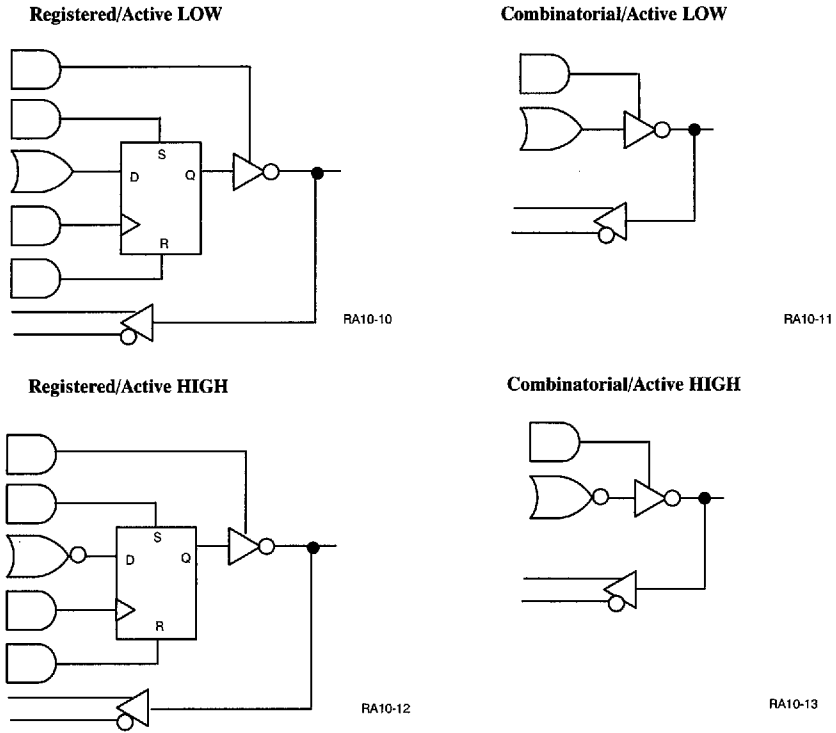 Registered/Active LOW
S
D
Q
R
RA10-10
Combinatorial/Active LOW
RA10-11
Registered/Active HIGH
S
D
Q
R
RA10-12
Combinatorial/Active HIGH
RA10-13